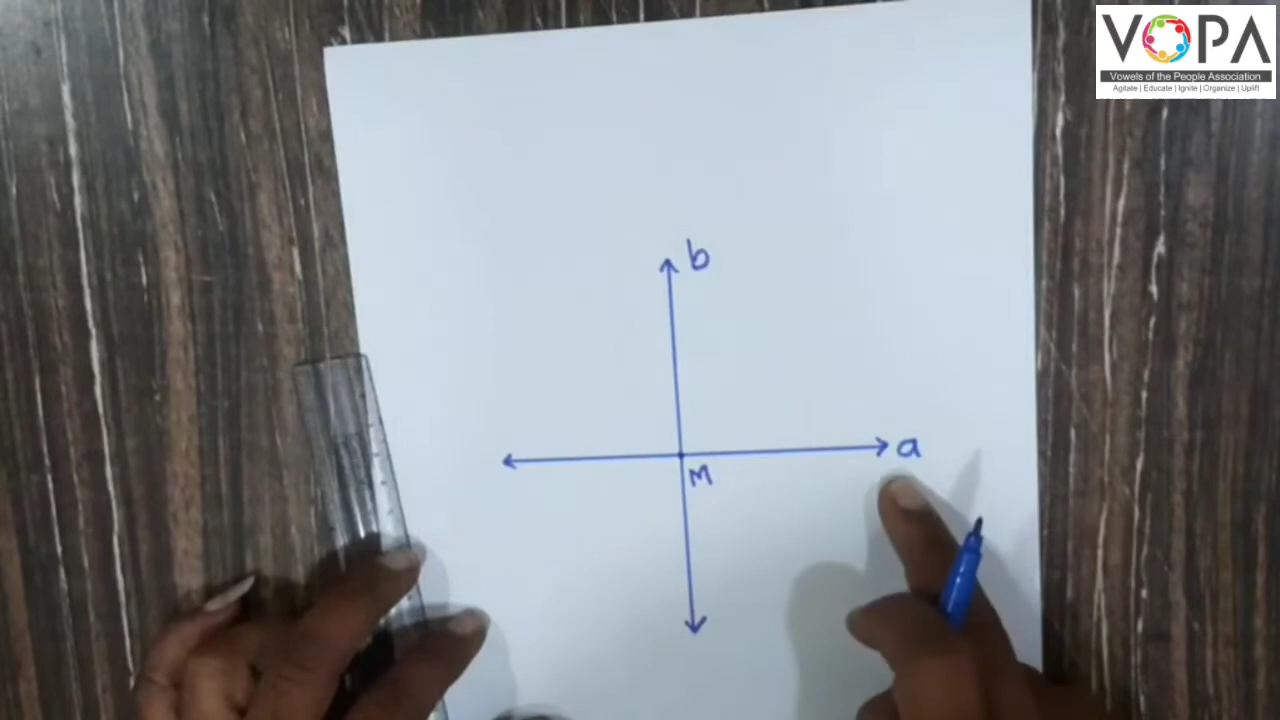 VOPA
Vowels of the People Association
Agitate | Educate | Ignite | Organize | Uplift
b
a
M